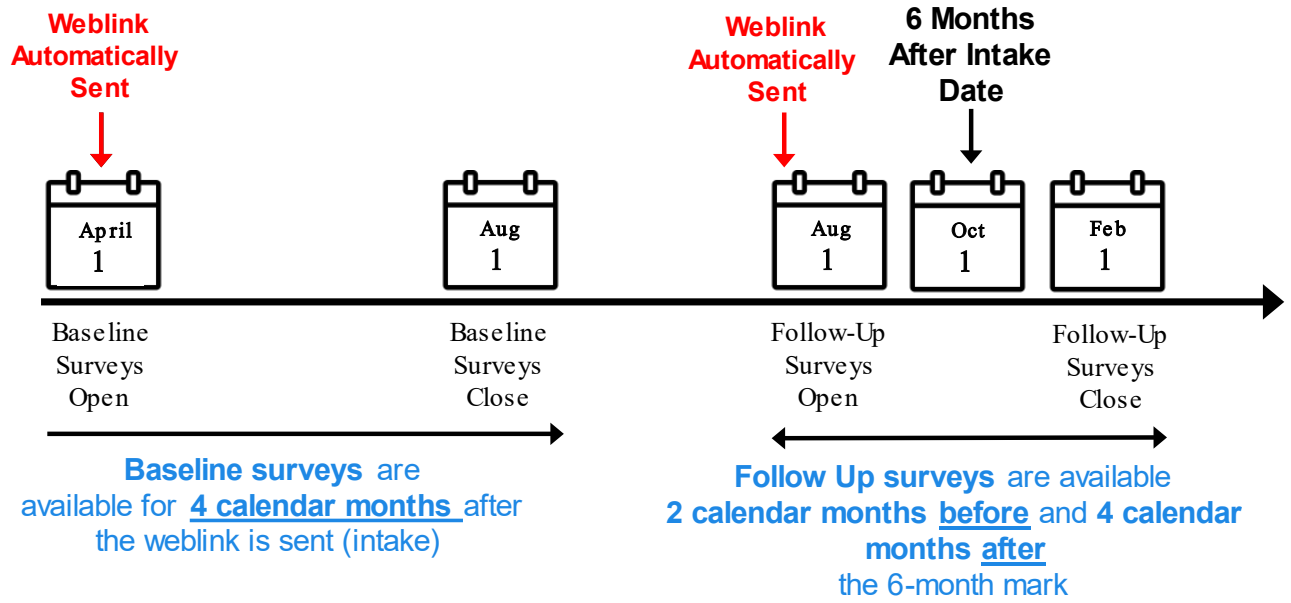 Weblink
Automatically
Sent
Weblink
Automatically
Sent
6 Months
After Intake
Date
April
1
Aug
1
Aug
1
Oct
1
Feb
1
Baseline
Surveys
Open
Baseline
Surveys
Close
Follow-Up
Surveys
Open
Follow-Up
Surveys
Close
Baseline surveys are
available for 4 calendar months after
the weblink is sent (intake)
Follow Up surveys are available
2 calendar months before and 4 calendar
months after
the 6-month mark